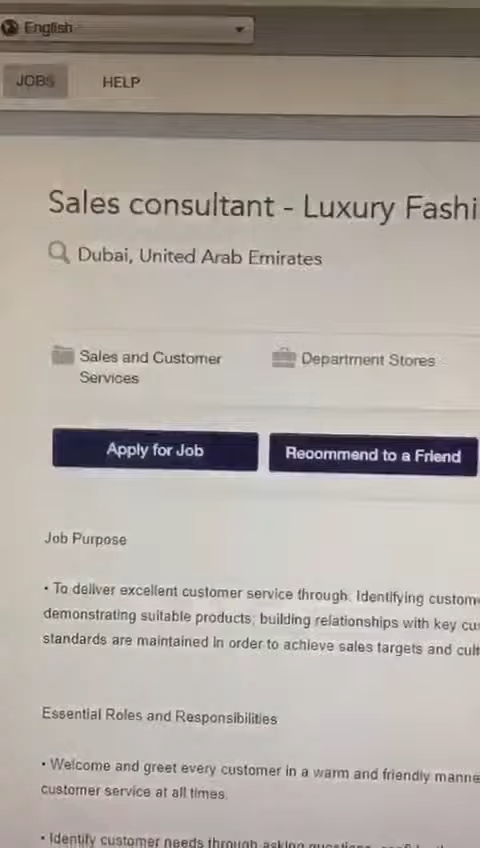 English
JOBS HELP
Sales consultant - Luxury Fashi
Dubai, United Arab Emirates
Sales and Customer Services
Department Stores
Apply for Job
Recommend to a Friend
Job Purpose
• To deliver excellent customer service through: Identifying custome
demonstrating suitable products; building relationships with key cu
standards are maintained in order to achieve sales targets and cult
Essential Roles and Responsibilities
• Welcome and greet every customer in a warm and friendly manne
customer service at all times.
• Identify customer needs through asking questions,